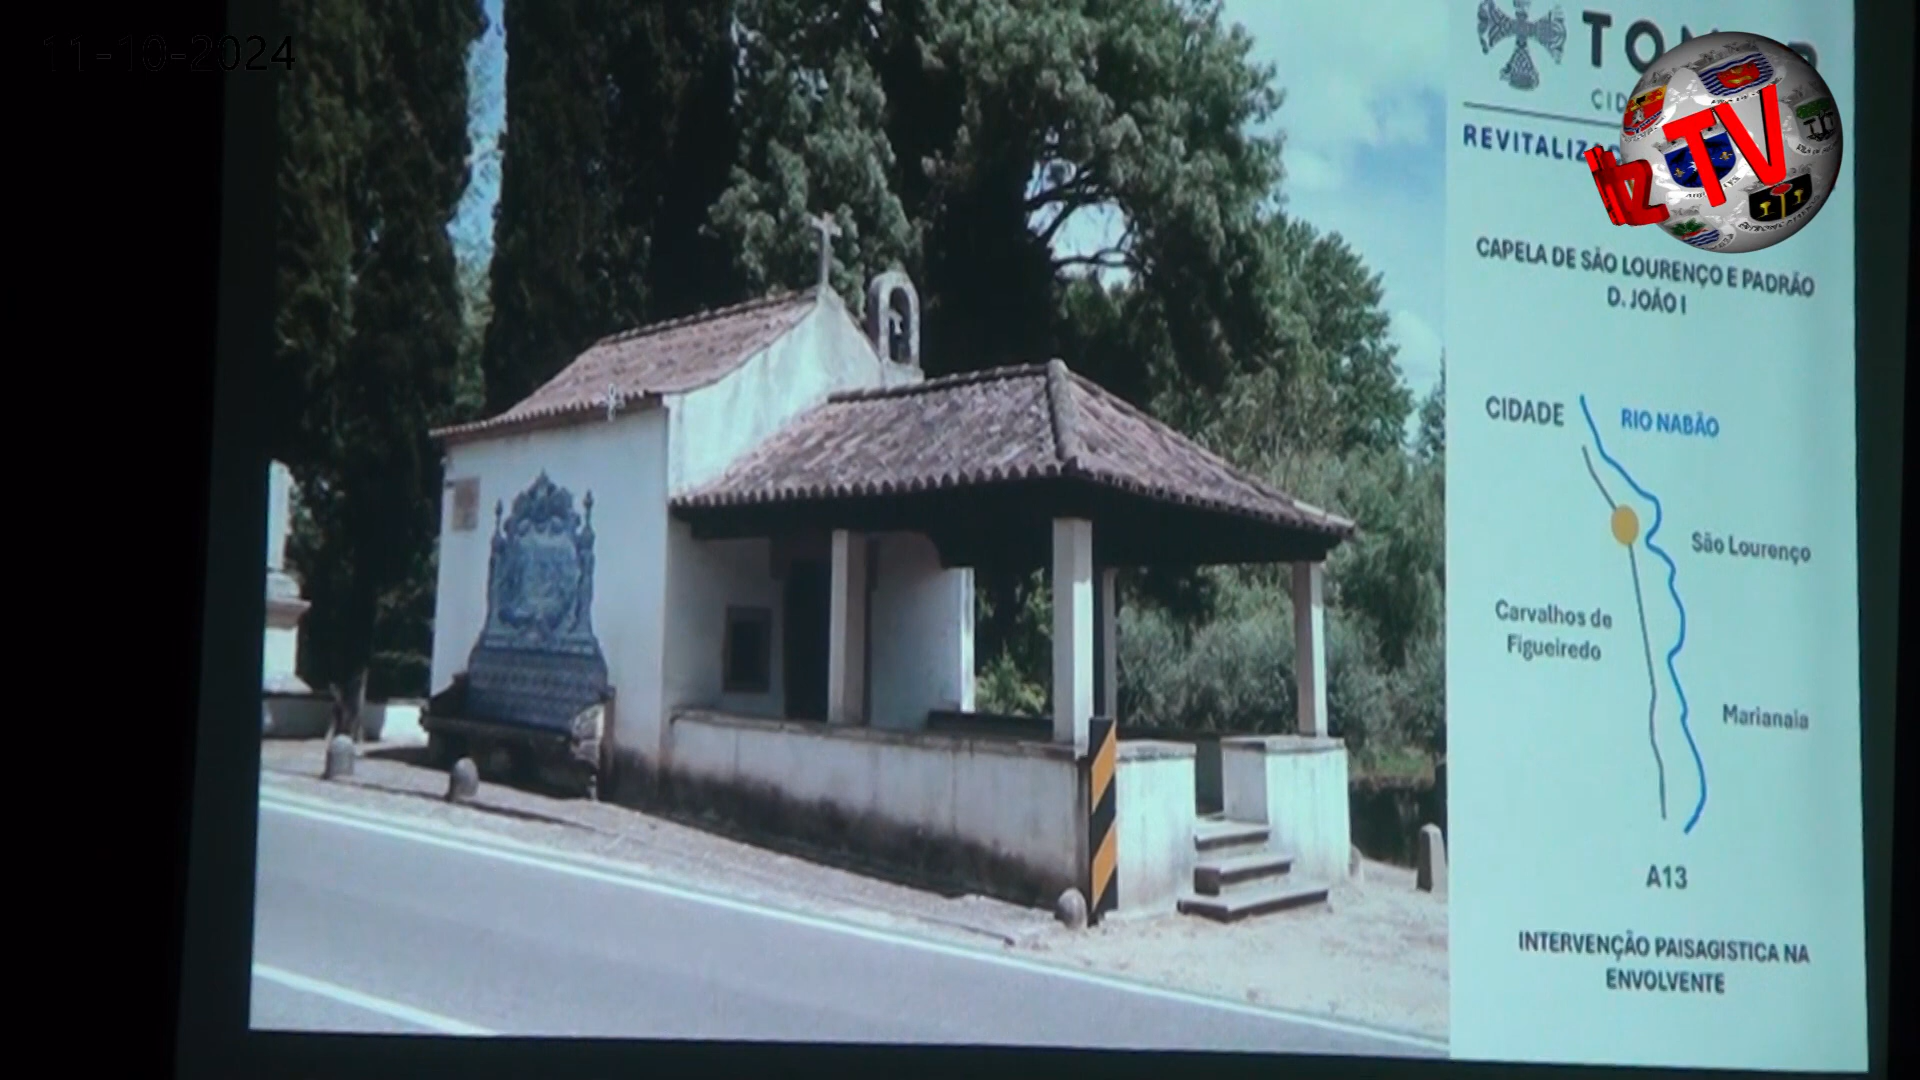 11-10-2024
CAPELA DE SÃO LOURENÇO E PADRÃO
D. JOÃO I
CIDADE
RIO NABÃO
São Lourenço
Carvalhos de
Figueiredo
Marianaia
A13
INTERVENÇÃO PAISAGISTICA NA
ENVOLVENTE
TV